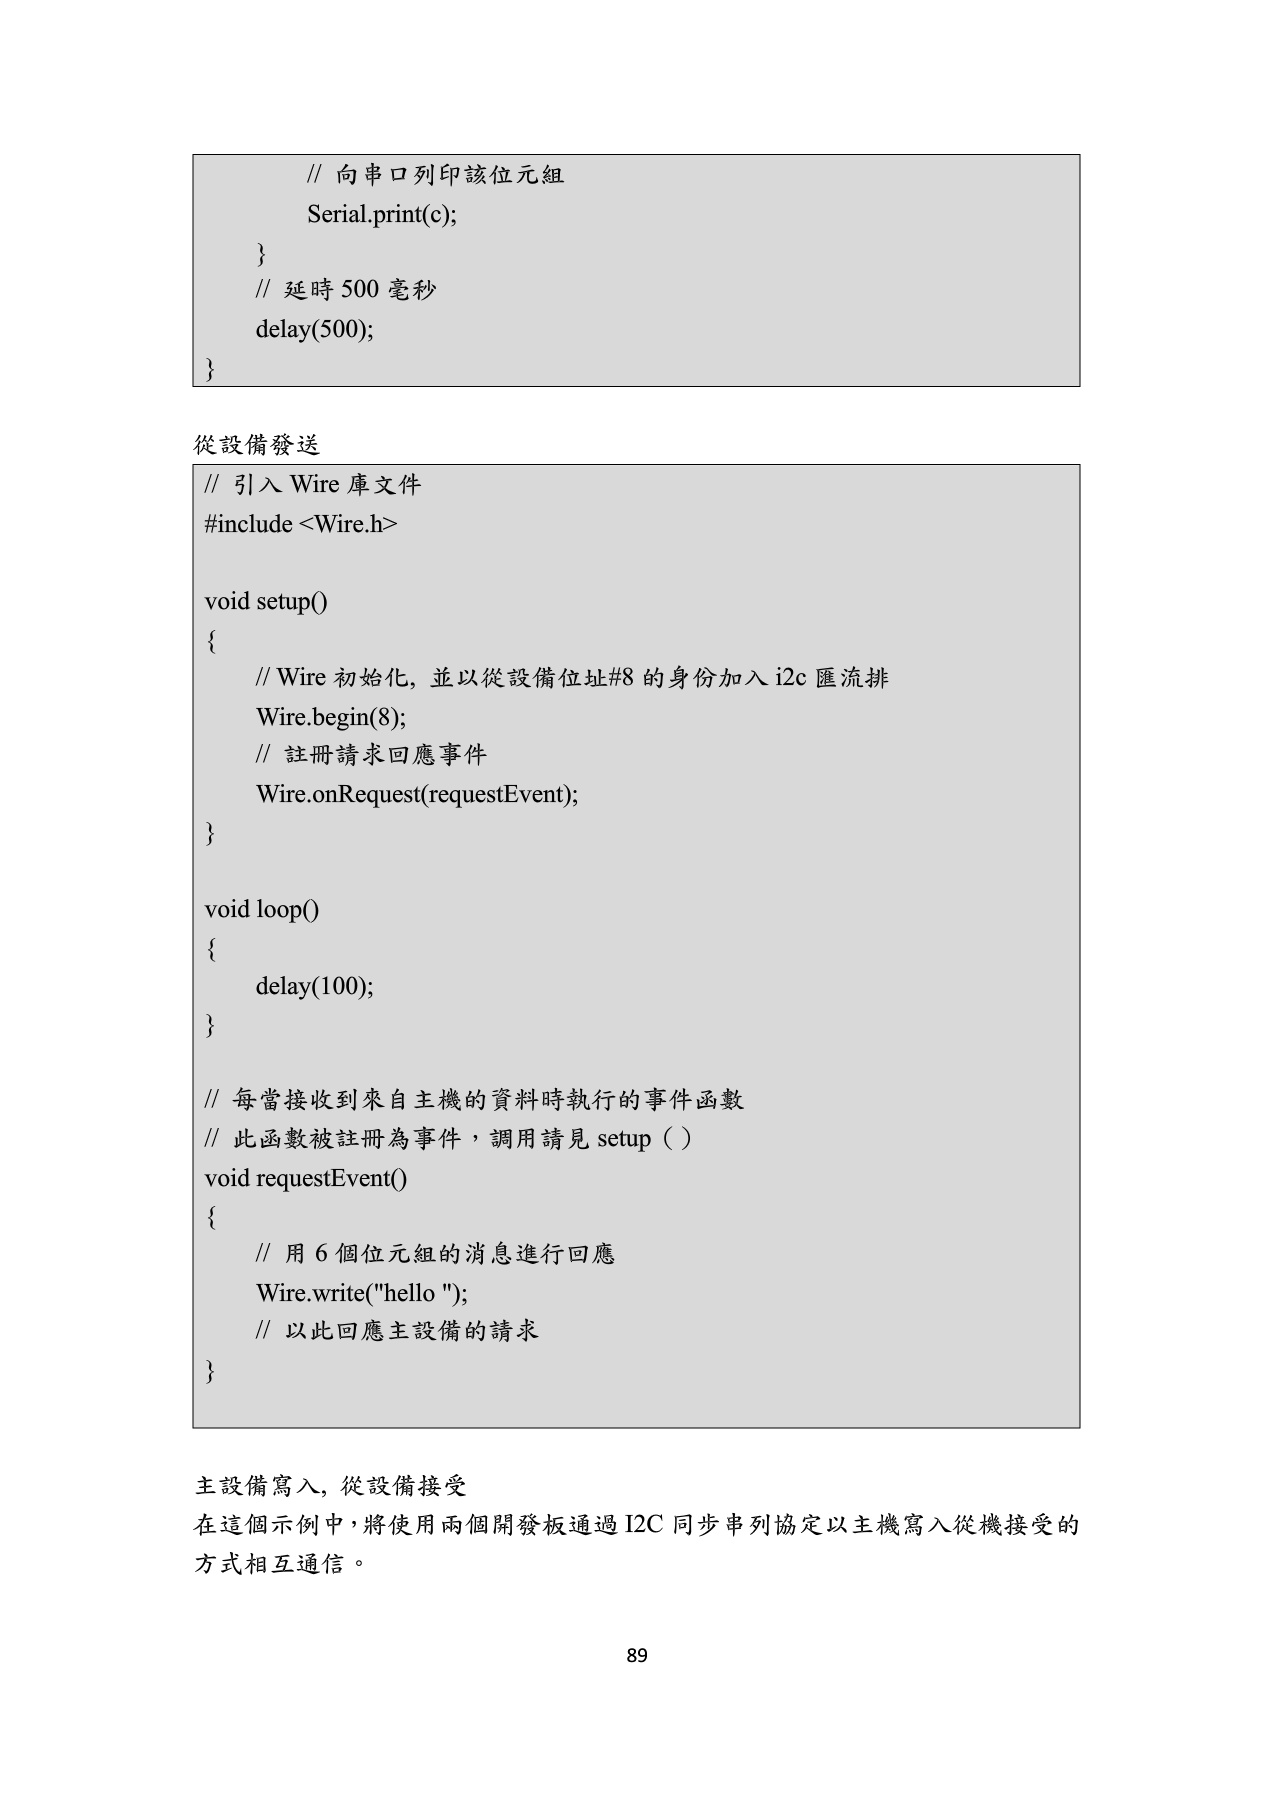 // 向串口列印該位元組
Serial.print(c);
}
// 延時 500 毫秒
delay(500);
}
從設備發送
// 引入 Wire 庫文件
#include <Wire.h>
void setup()
{
// Wire 初始化, 並以從設備位址#8 的身份加入 i2c 匯流排
Wire.begin(8);
// 註冊請求回應事件
Wire.onRequest(requestEvent);
}
void loop()
{
delay(100);
}
// 每當接收到來自主機的資料時執行的事件函數
// 此函數被註冊為事件，調用請見 setup（）
void requestEvent()
{
// 用 6 個位元組的消息進行回應
Wire.write("hello ");
// 以此回應主設備的請求
}
主設備寫入, 從設備接受
在這個示例中，將使用兩個開發板通過 I2C 同步串列協定以主機寫入從機接受的
方式相互通信。
89